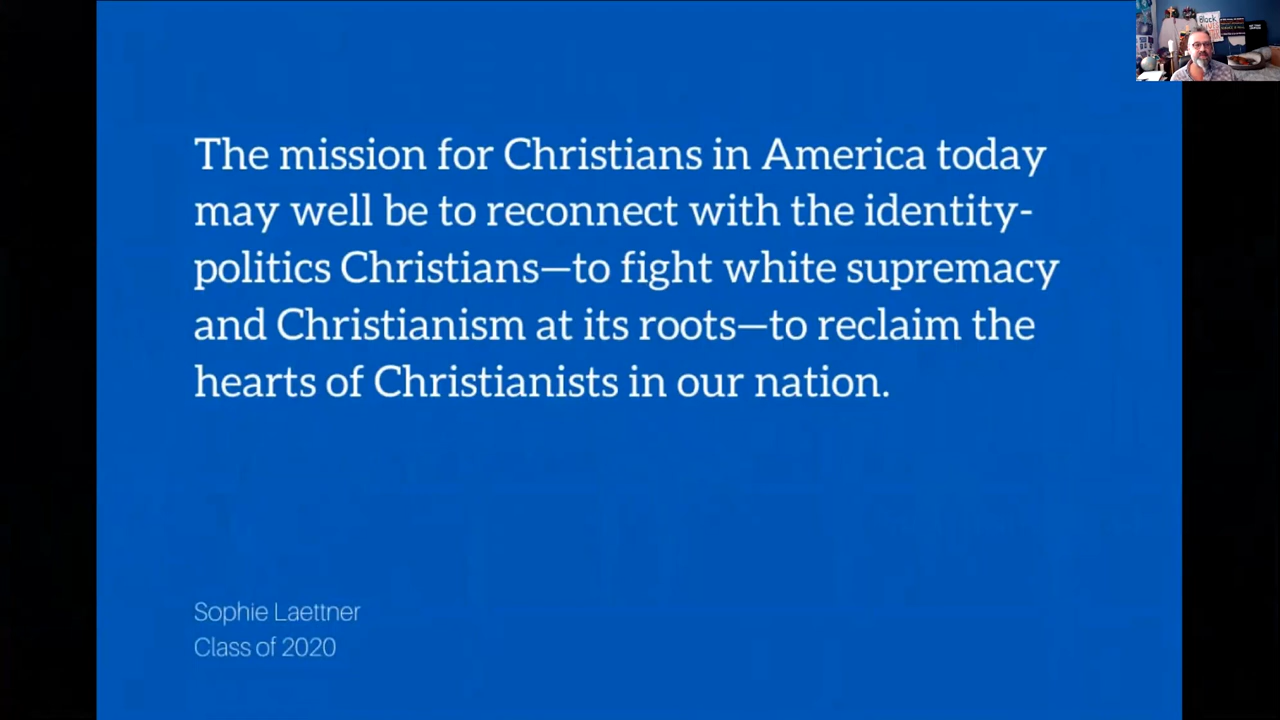 The mission for Christians in America today
may well be to reconnect with the identity-
politics Christians—to fight white supremacy
and Christianism at its roots—to reclaim the
hearts of Christianists in our nation.
Sophie Laettner
Class of 2020
Black